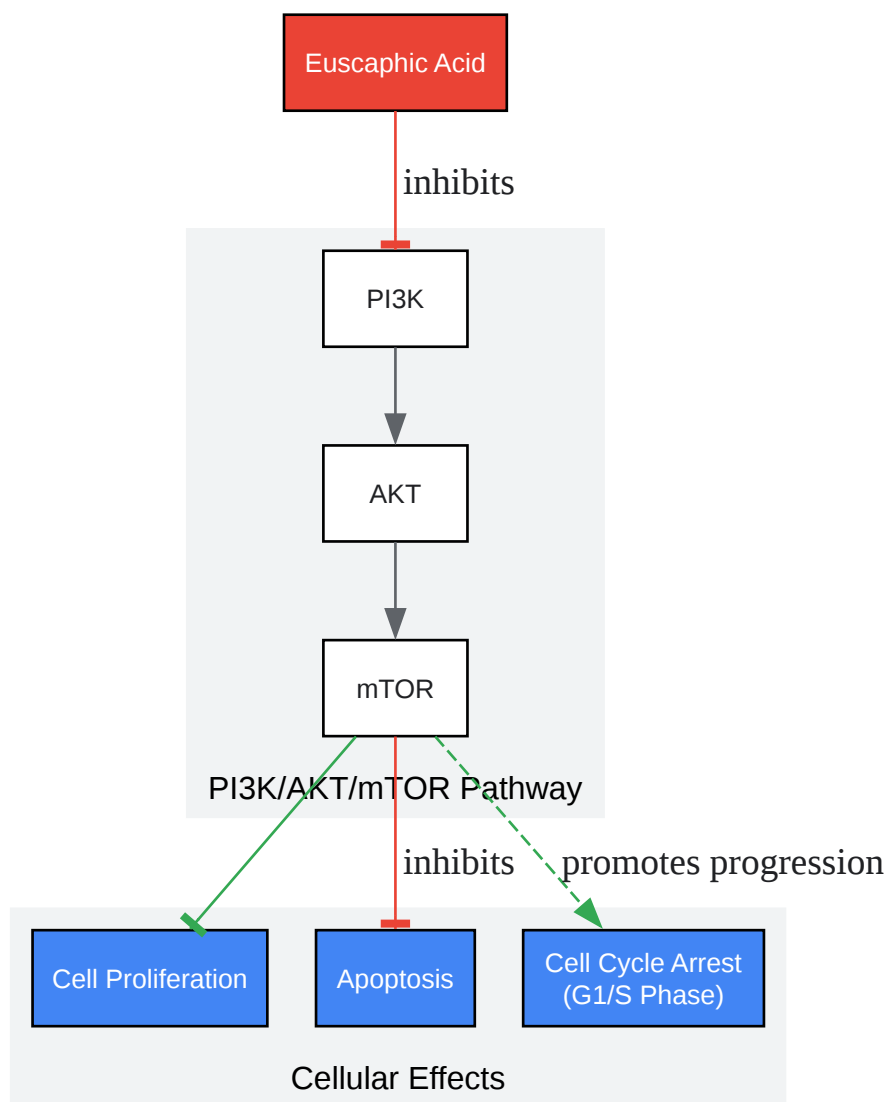 Euscaphic Acid
inhibits
PI3K
AKT
mTOR
PI3K/AKT/mTOR Pathway
inhibits
promotes progression
Cell Proliferation
Apoptosis
Cell Cycle Arrest
(G1/S Phase)
Cellular Effects